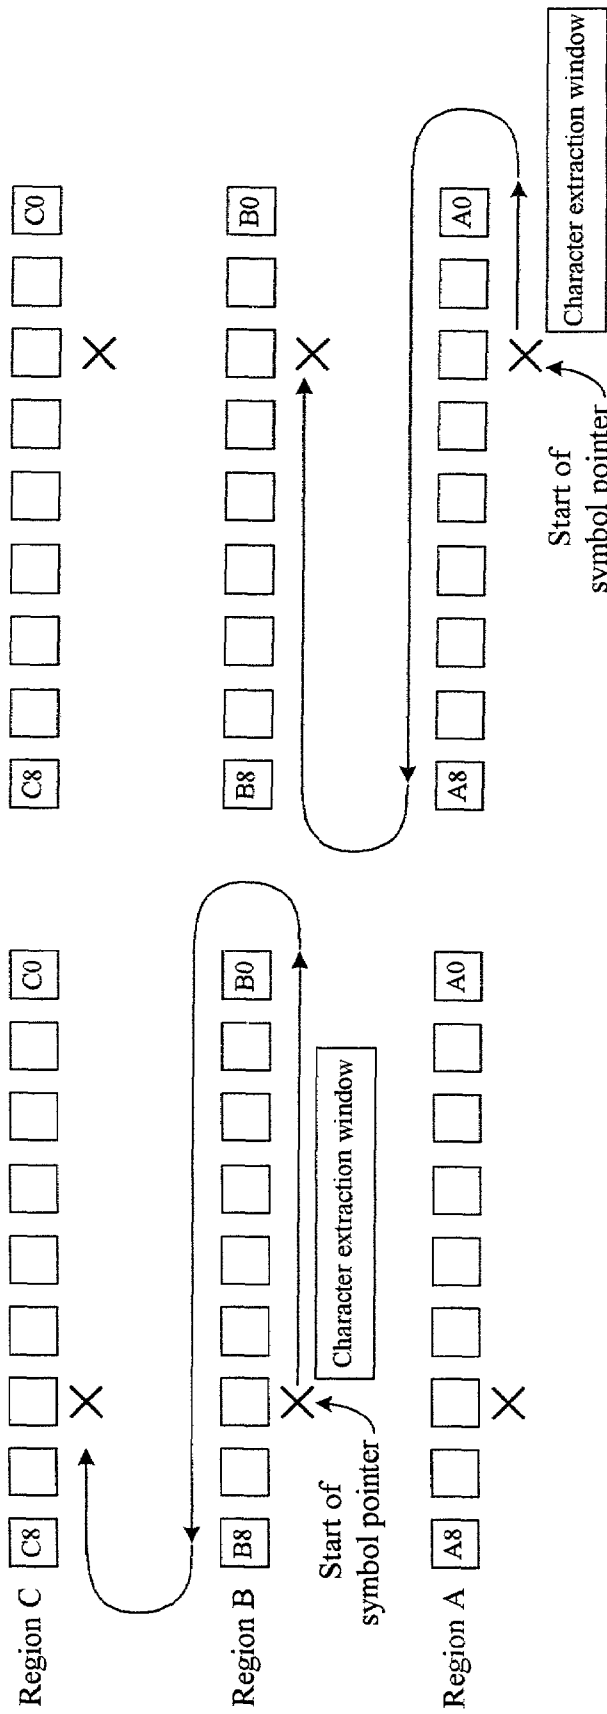 Region C
C8
C0
C8
C0
Region B
B8
B0
B8
B0
Character extraction window
Start of
symbol pointer
Region A
A8
A0
A8
A0
Character extraction window
Start of
symbol pointer